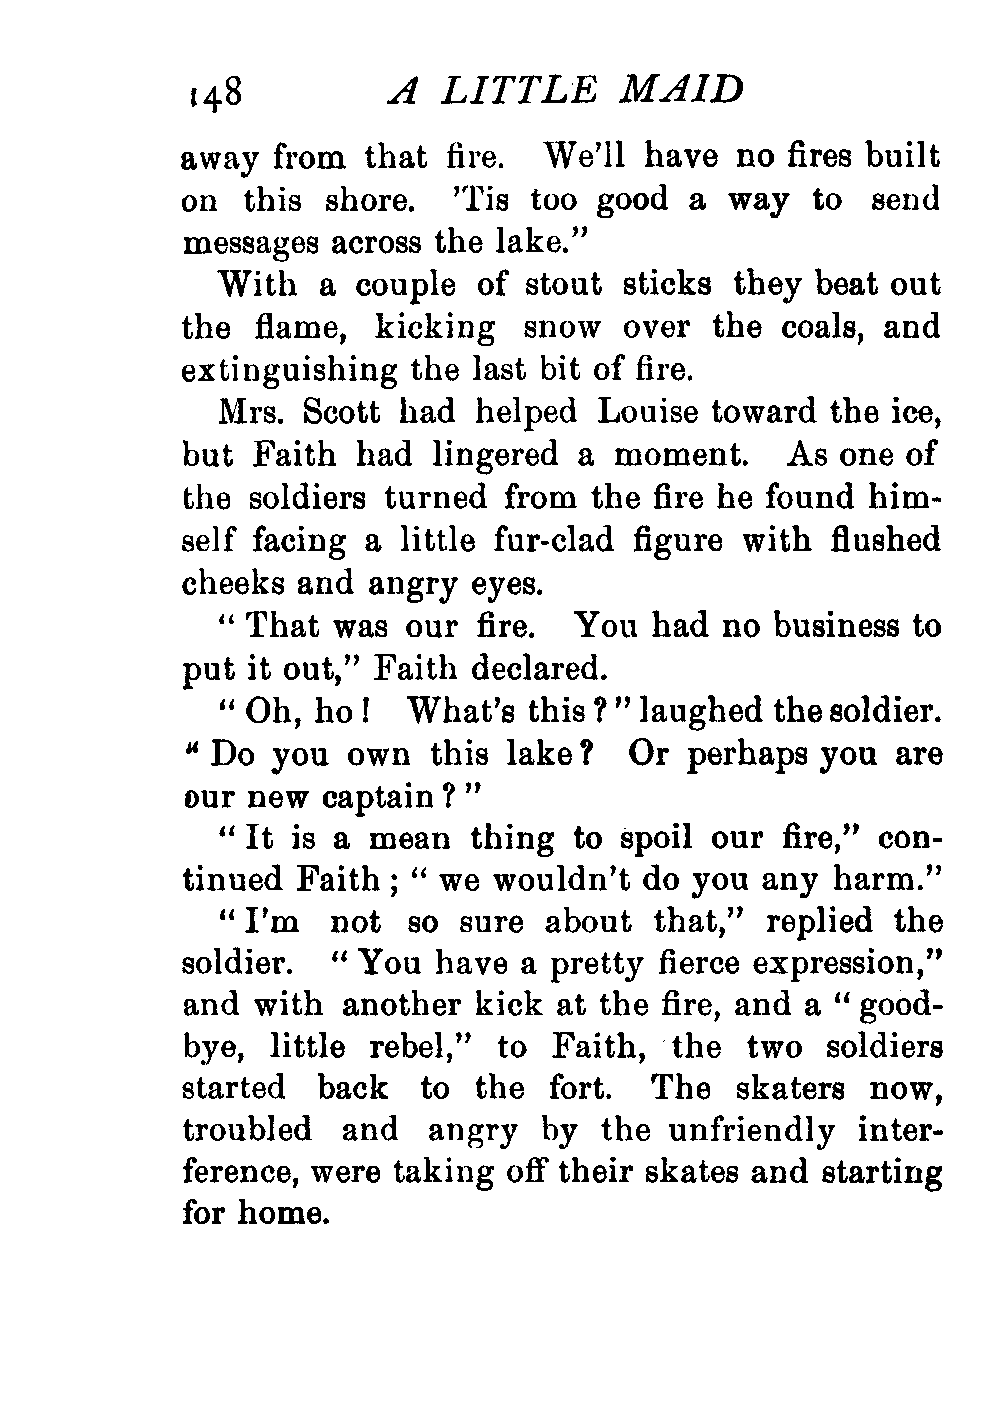 148 A LITTLE MAID
away from that fire. We'll have no fires built
on this shore. 'Tis too good a way to send
messages across the lake."
With a couple of stout sticks they beat out
the flame, kicking snow over the coals, and
extinguishing the last bit of fire.
Mrs. Scott had helped Louise toward the ice,
but Faith had lingered a moment. As one of
the soldiers turned from the fire he found him-
self facing a little fur-clad figure with flushed
cheeks and angry eyes.
"That was our fire. You had no business to
put it out," Faith declared.
"Oh, ho! What's this?" laughed the soldier.
"Do you own this lake? Or perhaps you are
our new captain?"
"It is a mean thing to spoil our fire," con-
tinued Faith; "we wouldn't do you any harm."
"I'm not so sure about that," replied the
soldier. "You have a pretty fierce expression,"
and with another kick at the fire, and a "good-
bye, little rebel," to Faith, the two soldiers
started back to the fort. The skaters now,
troubled and angry by the unfriendly inter-
ference, were taking off their skates and starting
for home.